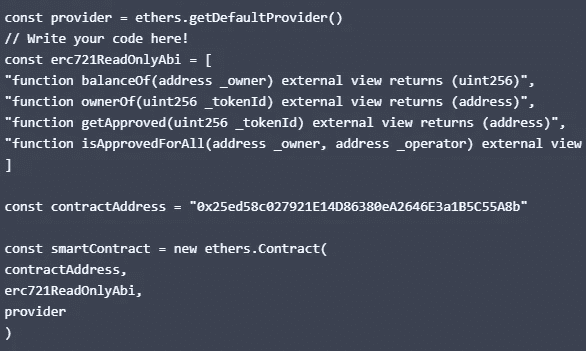 const provider = ethers.getDefaultProvider()
// Write your code here!
const erc721ReadOnlyAbi = [
"function balanceOf(address _owner) external view returns (uint256)",
"function ownerOf(uint256 _tokenId) external view returns (address)",
"function getApproved(uint256 _tokenId) external view returns (address)",
"function isApprovedForAll(address _owner, address _operator) external view
]
const contractAddress = "0x25ed58c027921E14D86380eA2646E3a1B5C55A8b"
const smartContract = new ethers.Contract(
contractAddress,
erc721ReadOnlyAbi,
provider
)